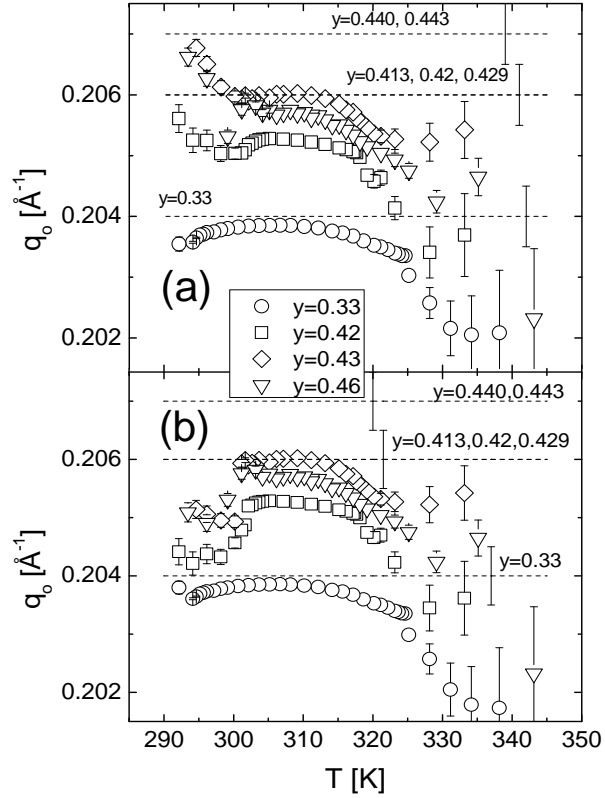 y=0.440, 0.443
y=0.413, 0.42, 0.429
y=0.33
0.206
0.204
0.202
q₀ [Å⁻¹]
(a)
y=0.33
y=0.42
y=0.43
y=0.46
(b)
y=0.440,0.443
y=0.413,0.42,0.429
y=0.33
0.206
0.204
0.202
q₀ [Å⁻¹]
290 300 310 320 330 340 350
T [K]